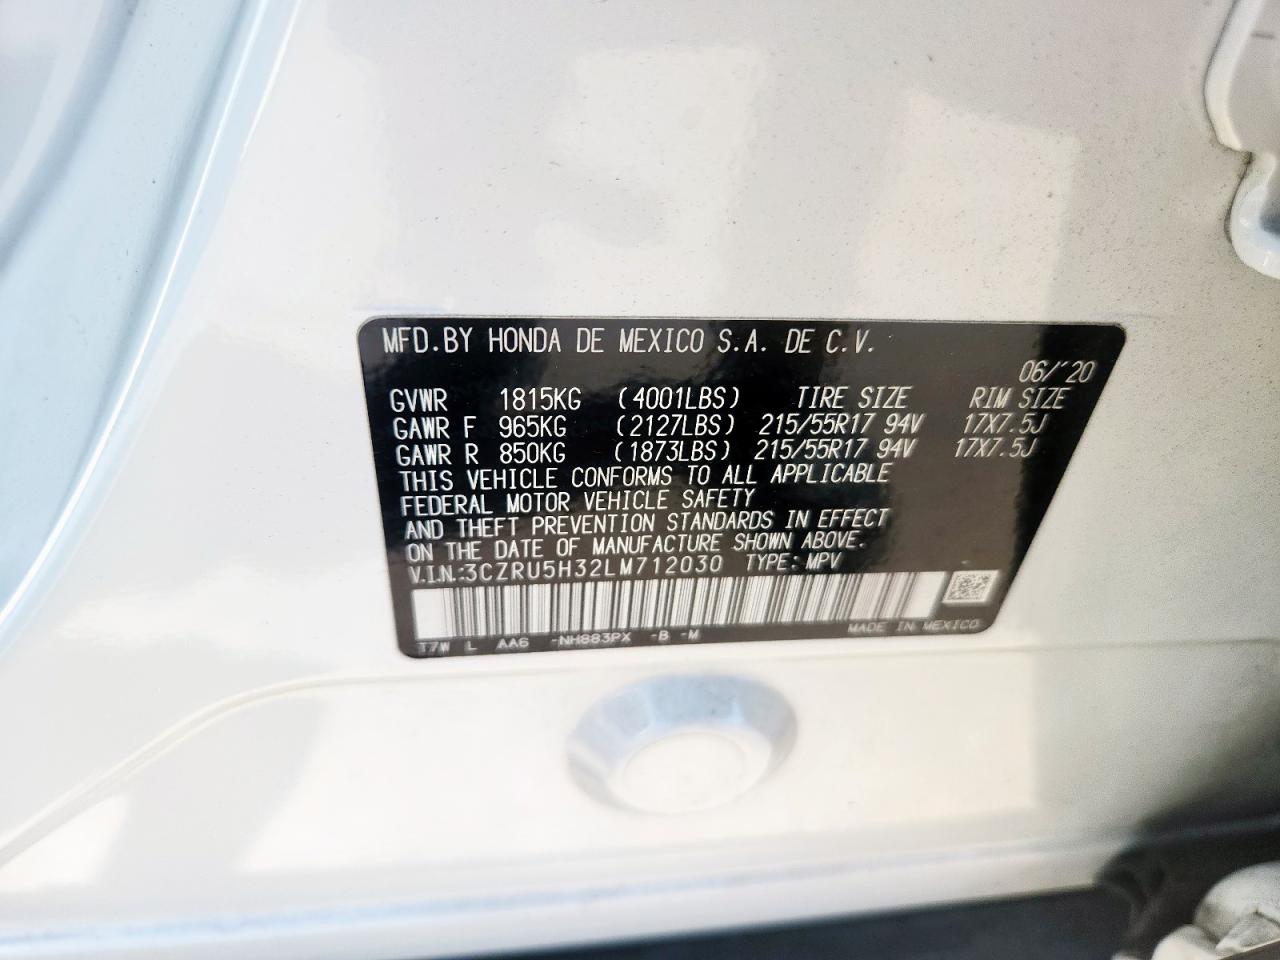 MFD.BY HONDA DE MEXICO S.A. DE C.V.
06/'20
GVWR 1815KG (4001LBS) TIRE SIZE RIM SIZE
GAWR F 965KG (2127LBS) 215/55R17 94V 17X7.5J
GAWR R 850KG (1873LBS) 215/55R17 94V 17X7.5J
THIS VEHICLE CONFORMS TO ALL APPLICABLE
FEDERAL MOTOR VEHICLE SAFETY
AND THEFT PREVENTION STANDARDS IN EFFECT
ON THE DATE OF MANUFACTURE SHOWN ABOVE.
V.I.N.:3CZRU5H32LM712030 TYPE: MPV
T7W L AA6 -NH883PX -B -M MADE IN MEXICO